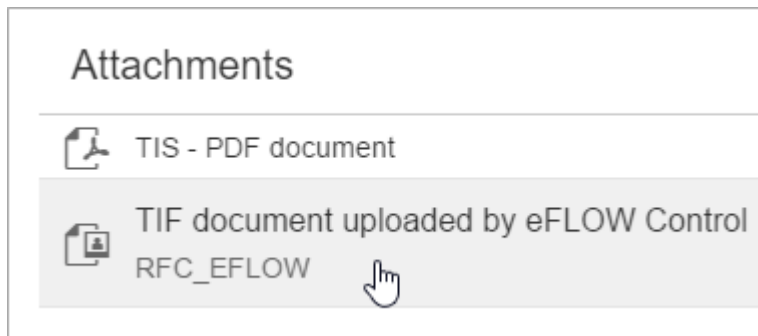 Attachments
TIS - PDF document
TIF document uploaded by eFLOW Control
RFC_EFLOW